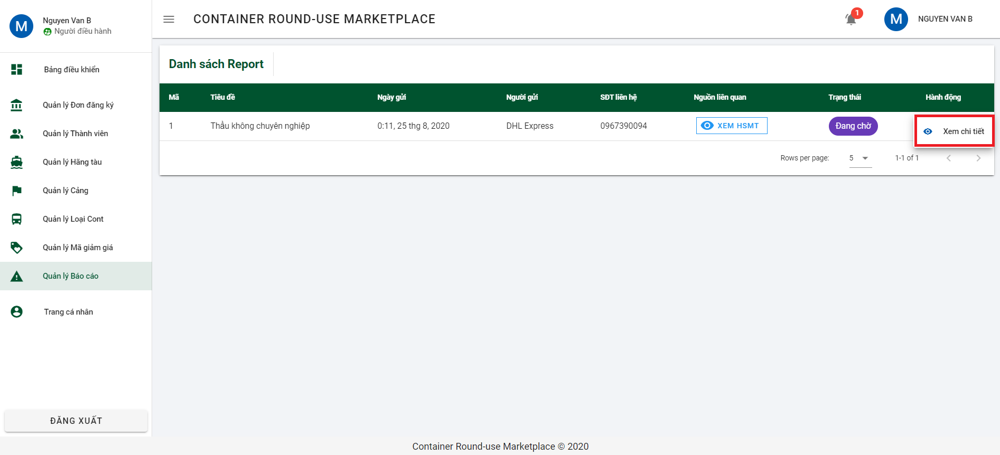 M
Nguyen Van B
Người điều hành
CONTAINER ROUND-USE MARKETPLACE
1
M
NGUYEN VAN B
Bảng điều khiển
Quản lý Đơn đăng ký
Quản lý Thành viên
Quản lý Hãng tàu
Quản lý Cảng
Quản lý Loại Cont
Quản lý Mã giảm giá
Quản lý Báo cáo
Trang cá nhân
ĐĂNG XUẤT
Danh sách Report
Mã Tiêu đề Ngày gửi Người gửi SĐT liên hệ Nguồn liên quan Trạng thái Hành động
1 Thầu không chuyên nghiệp 0:11, 25 thg 8, 2020 DHL Express 0967390094 XEM HSMT Đang chờ Xem chi tiết
Rows per page: 5 1-1 of 1
Container Round-use Marketplace © 2020